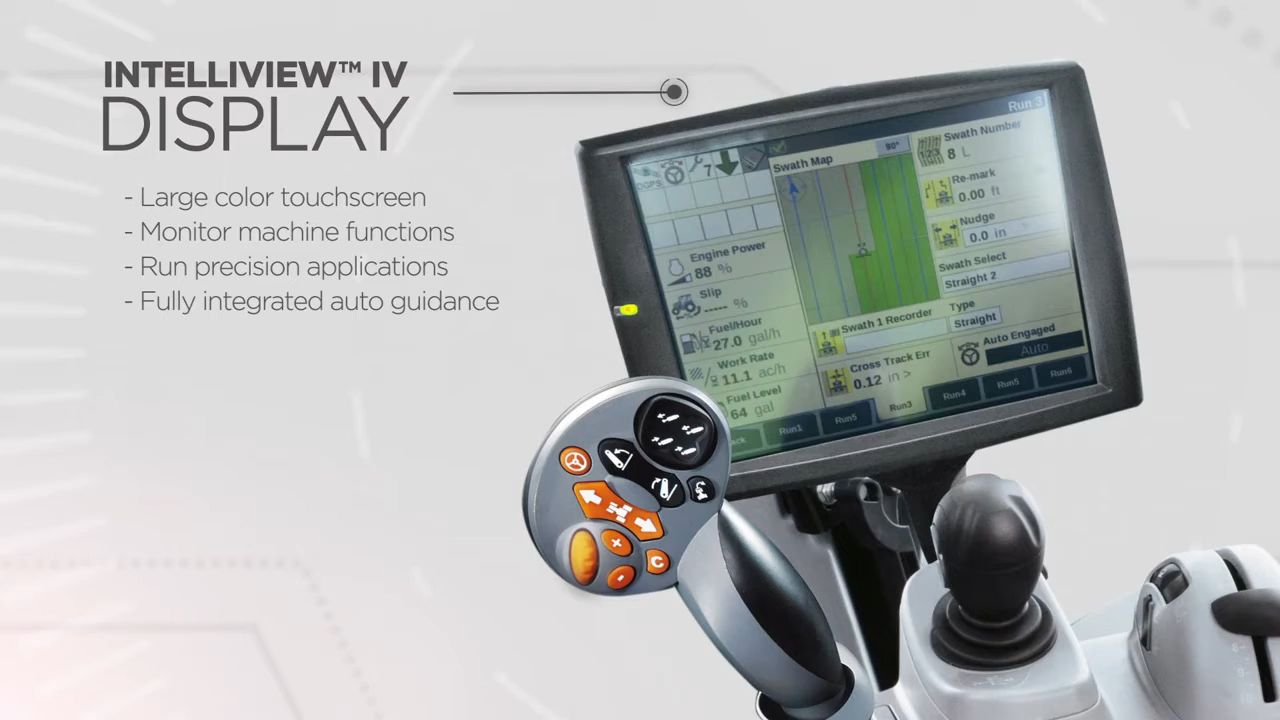 INTELLIVIEW™ IV
DISPLAY
- Large color touchscreen
- Monitor machine functions
- Run precision applications
- Fully integrated auto guidance
Run 3
DGPS
7
Swath Map
90°
Swath Number
8 L
Re-mark
0.00 ft
Nudge
0.0 in
Swath Select
Straight 2
Type
Straight
Engine Power
88 %
Slip
----- %
Fuel/Hour
27.0 gal/h
Work Rate
11.1 ac/h
Fuel Level
64 gal
Swath 1 Recorder
Cross Track Err
0.12 in >
Auto Engaged
Auto
Run1
Run5
Run3
Run4
Run5
Run6
+
-
C